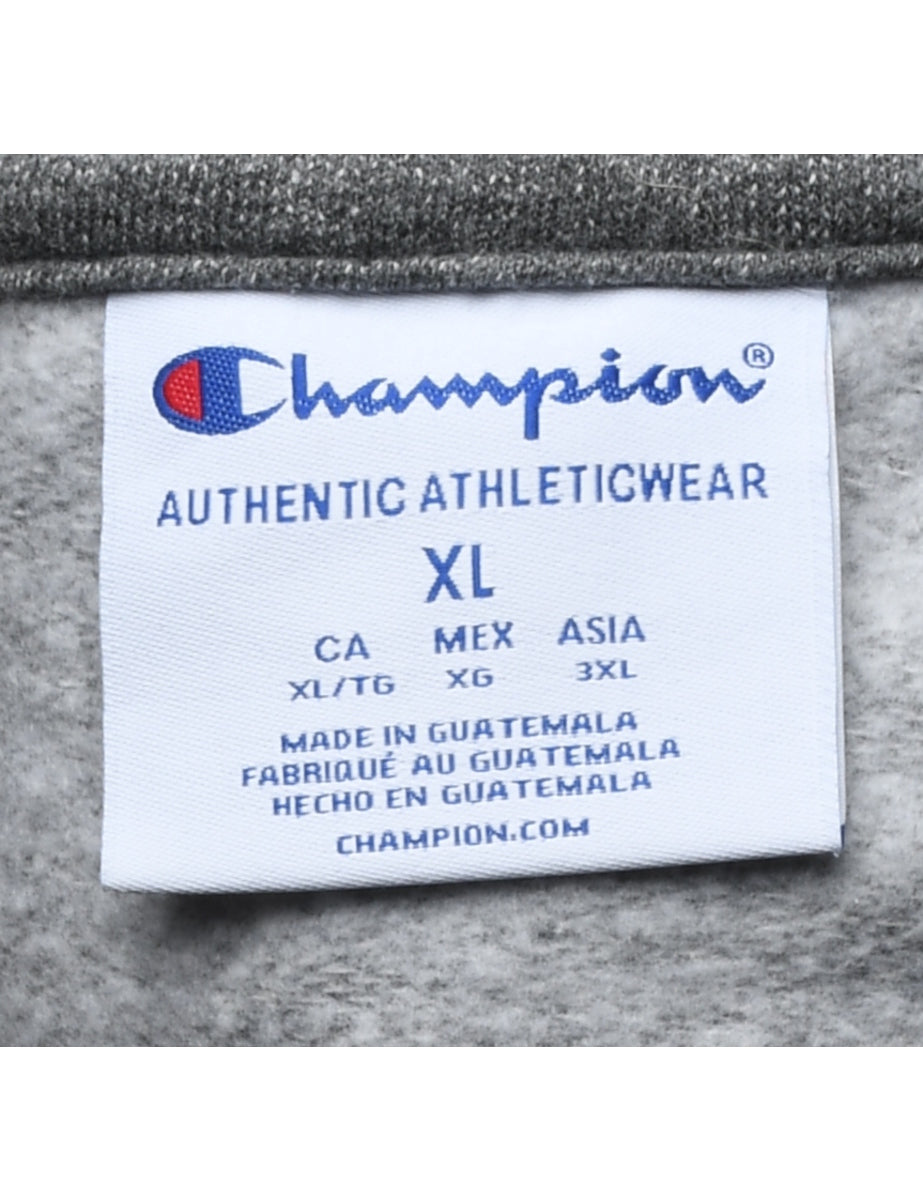 Champion®
AUTHENTIC ATHLETICWEAR
XL
CA MEX ASIA
XL/TG XG 3XL
MADE IN GUATEMALA
FABRIQUÉ AU GUATEMALA
HECHO EN GUATEMALA
CHAMPION.COM